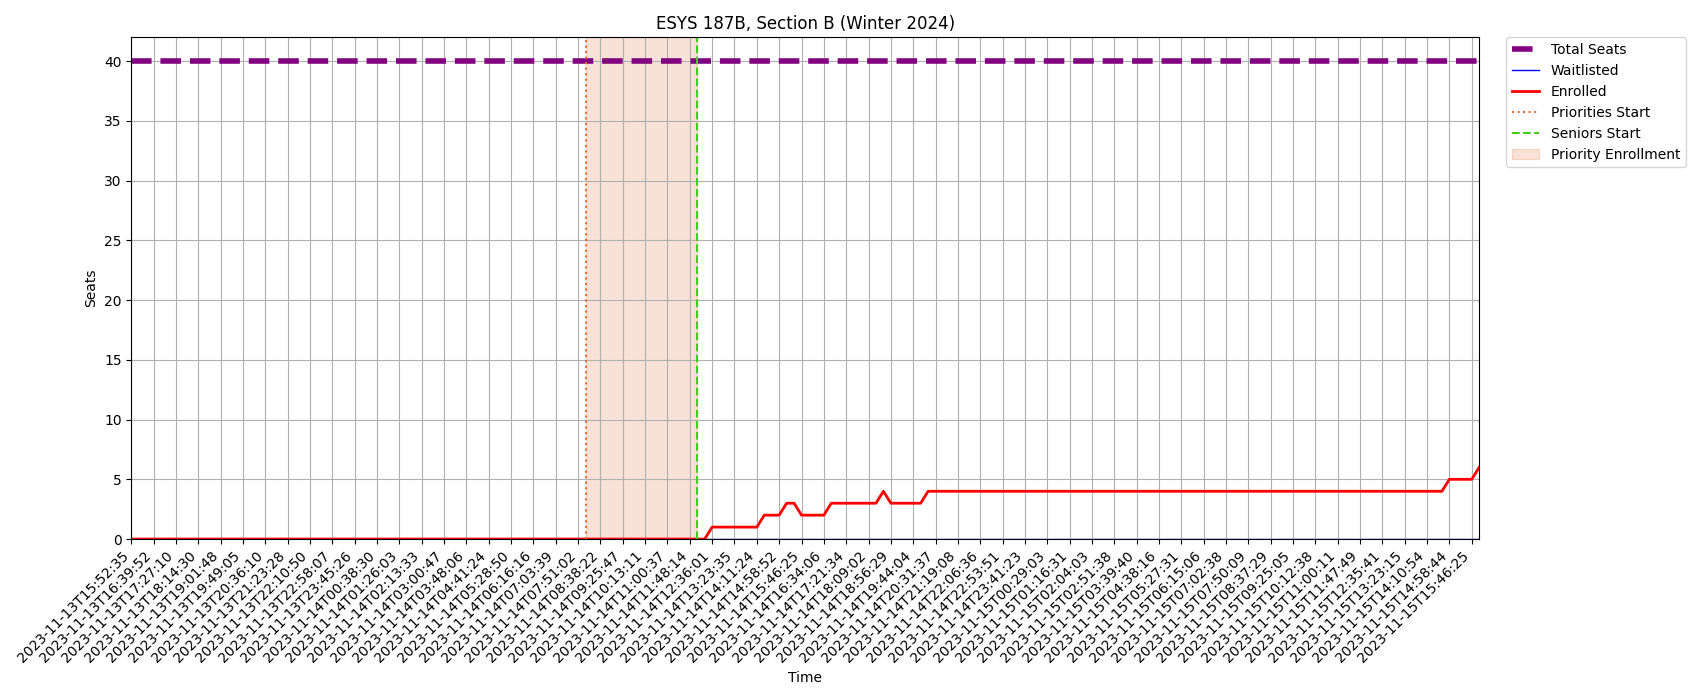 ESYS 187B, Section B (Winter 2024)
Total Seats
Waitlisted
Enrolled
Priorities Start
Seniors Start
Priority Enrollment
Seats
40
35
30
25
20
15
10
5
0
2023-11-13T15:52:35
2023-11-13T16:39:52
2023-11-13T17:27:10
2023-11-13T18:14:30
2023-11-13T19:01:48
2023-11-13T19:49:05
2023-11-13T20:36:10
2023-11-13T21:23:28
2023-11-13T22:10:50
2023-11-13T22:58:07
2023-11-13T23:45:26
2023-11-14T00:38:30
2023-11-14T01:26:03
2023-11-14T02:13:33
2023-11-14T03:00:47
2023-11-14T03:48:06
2023-11-14T04:41:24
2023-11-14T05:28:50
2023-11-14T06:16:16
2023-11-14T07:03:39
2023-11-14T07:51:02
2023-11-14T08:38:22
2023-11-14T09:25:47
2023-11-14T10:13:11
2023-11-14T11:00:37
2023-11-14T11:48:14
2023-11-14T12:36:01
2023-11-14T13:23:35
2023-11-14T14:11:24
2023-11-14T14:58:52
2023-11-14T15:46:25
2023-11-14T16:34:06
2023-11-14T17:21:34
2023-11-14T18:09:02
2023-11-14T18:56:29
2023-11-14T19:44:04
2023-11-14T20:31:37
2023-11-14T21:19:08
2023-11-14T22:06:36
2023-11-14T22:53:51
2023-11-14T23:41:23
2023-11-15T00:29:03
2023-11-15T01:16:31
2023-11-15T02:04:03
2023-11-15T02:51:38
2023-11-15T03:39:40
2023-11-15T04:38:16
2023-11-15T05:27:31
2023-11-15T06:15:06
2023-11-15T07:02:38
2023-11-15T07:50:09
2023-11-15T08:37:29
2023-11-15T09:25:05
2023-11-15T10:12:38
2023-11-15T11:00:11
2023-11-15T11:47:49
2023-11-15T12:35:41
2023-11-15T13:23:15
2023-11-15T14:10:54
2023-11-15T14:58:44
2023-11-15T15:46:25
Time